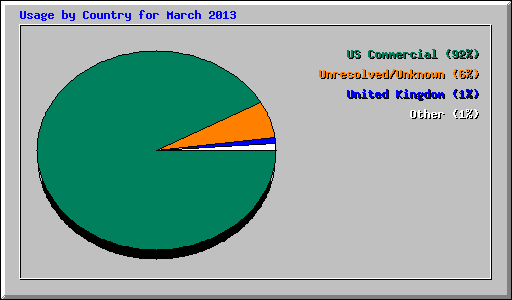 Usage by Country for March 2013
US Commercial (92%)
Unresolved/Unknown (6%)
United Kingdom (1%)
Other (1%)